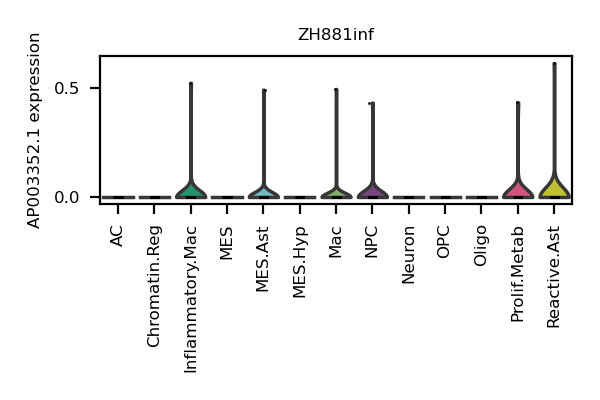 ZH881inf
AP003352.1 expression
0.5
0.0
AC
Chromatin.Reg
Inflammatory.Mac
MES
MES.Ast
MES.Hyp
Mac
NPC
Neuron
OPC
Oligo
Prolif.Metab
Reactive.Ast